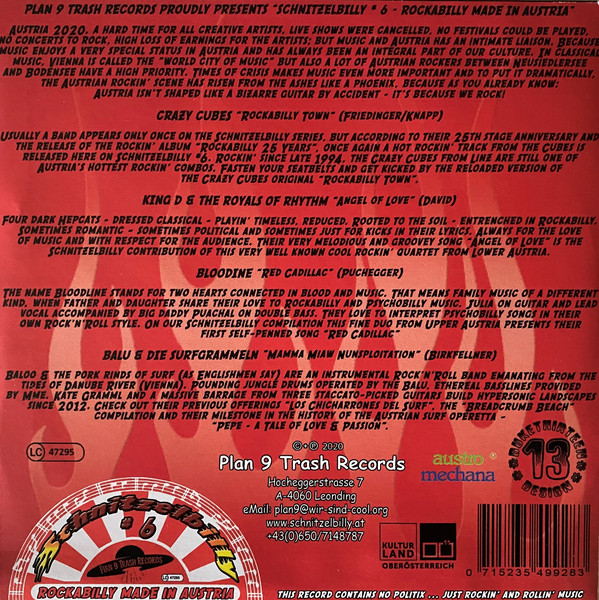 PLAN 9 TRASH RECORDS PROUDLY PRESENTS "SCHNITZELBILLY # 6 - ROCKABILLY MADE IN AUSTRIA"
AUSTRIA 2020. A HARD TIME FOR ALL CREATIVE ARTISTS, LIVE SHOWS WERE CANCELLED, NO FESTIVALS COULD BE PLAYED,
NO CONCERTS TO ROCK, HIGH LOSS OF EARNINGS FOR THE ARTISTS; BUT MUSIC AND AUSTRIA HAS AN INTIMATE LIAISON. BECAUSE
MUSIC ENJOYS A VERY SPECIAL STATUS IN AUSTRIA AND HAS ALWAYS BEEN AN INTEGRAL PART OF OUR CULTURE. IN CLASSICAL
MUSIC, VIENNA IS CALLED THE "WORLD CITY OF MUSIC" BUT ALSO A LOT OF AUSTRIAN ROCKERS BETWEEN NEUSIEDLERSEE
AND BODENSEE HAVE A HIGH PRIORITY. TIMES OF CRISIS MAKES MUSIC EVEN MORE IMPORTANT AND TO PUT IT DRAMATICALLY,
THE AUSTRIAN ROCKIN' SCENE HAS RISEN FROM THE ASHES LIKE A PHOENIX, BECAUSE AS YOU ALREADY KNOW:
AUSTRIA ISN'T SHAPED LIKE A BIZARRE GUITAR BY ACCIDENT - IT'S BECAUSE WE ROCK!
CRAZY CUBES "ROCKABILLY TOWN" (FRIEDINGER/KNAPP)
USUALLY A BAND APPEARS ONLY ONCE ON THE SCHNITZELBILLY SERIES, BUT ACCORDING TO THEIR 25TH STAGE ANNIVERSARY AND
THE RELEASE OF THE ROCKIN' ALBUM "ROCKABILLY 25 YEARS", ONCE AGAIN A HOT ROCKIN' TRACK FROM THE CUBES IS
RELEASED HERE ON SCHNITZELBILLY #6. ROCKIN' SINCE LATE 1994, THE CRAZY CUBES FROM LINZ ARE STILL ONE OF
AUSTRIA'S HOTTEST ROCKIN' COMBOS. FASTEN YOUR SEATBELTS AND GET KICKED BY THE RELOADED VERSION OF
THE CRAZY CUBES ORIGINAL "ROCKABILLY TOWN".
KING D & THE ROYALS OF RHYTHM "ANGEL OF LOVE" (DAVID)
FOUR DARK HEPCATS - DRESSED CLASSICAL - PLAYIN' TIMELESS, REDUCED. ROOTED TO THE SOIL - ENTRENCHED IN ROCKABILLY.
SOMETIMES ROMANTIC - SOMETIMES POLITICAL AND SOMETIMES JUST FOR KICKS IN THEIR LYRICS. ALWAYS FOR THE LOVE
OF MUSIC AND WITH RESPECT FOR THE AUDIENCE. THEIR VERY MELODIOUS AND GROOVEY SONG "ANGEL OF LOVE" IS THE
SCHNITZELBILLY CONTRIBUTION OF THIS VERY WELL KNOWN COOL ROCKIN' QUARTET FROM LOWER AUSTRIA.
BLOODINE "RED CADILLAC" (PUCHEGGER)
THE NAME BLOODLINE STANDS FOR TWO HEARTS CONNECTED IN BLOOD AND MUSIC. THAT MEANS FAMILY MUSIC OF A DIFFERENT
KIND, WHEN FATHER AND DAUGHTER SHARE THEIR LOVE TO ROCKABILLY AND PSYCHOBILLY MUSIC. JULIA ON GUITAR AND LEAD
VOCAL ACCOMPANIED BY BIG DADDY PUACHAL ON DOUBLE BASS. THEY LOVE TO INTERPRET PSYCHOBILLY SONGS IN THEIR
OWN ROCK'N'ROLL STYLE. ON OUR SCHNITZELBILLY COMPILATION THIS FINE DUO FROM UPPER AUSTRIA PRESENTS THEIR
FIRST SELF-PENNED SONG "RED CADILLAC"
BALU & DIE SURFGRAMMELN "MAMMA MIAW NUNSPLOITATION" (BIRKFELLNER)
BALOO & THE PORK RINDS OF SURF (AS ENGLISHMEN SAY) ARE AN INSTRUMENTAL ROCK'N'ROLL BAND EMANATING FROM THE
TIDES OF DANUBE RIVER (VIENNA). POUNDING JUNGLE DRUMS OPERATED BY THE BALU, ETHEREAL BASSLINES PROVIDED
BY MME. KATE GRAMML AND A MASSIVE BARRAGE FROM THREE STACCATO-PICKED GUITARS BUILD HYPERSONIC LANDSCAPES
SINCE 2012. CHECK OUT THEIR PREVIOUS OFFERINGS "LOS CHICHARRONES DEL SURF", THE "BREADCRUMB BEACH"
COMPILATION AND THEIR MILESTONE IN THE HISTORY OF THE AUSTRIAN SURF OPERETTA -
"PEPE - A TALE OF LOVE & PASSION".
LC 47295
©+℗ 2020
Plan 9 Trash Records
Hocheggerstrasse 7
A-4060 Leonding
eMail: plan9@wir-sind-cool.org
www.schnitzelbilly.at
+43(0)650/7148787
austro
mechana
13
DESIGN
Schnitzelbilly
# 6
PLAN 9 TRASH RECORDS
LC 47295
ROCKABILLY MADE IN AUSTRIA
KULTUR
LAND
OBERÖSTERREICH
0 715235 499283
THIS RECORD CONTAINS NO POLITIX ... JUST ROCKIN' AND ROLLIN' MUSIC